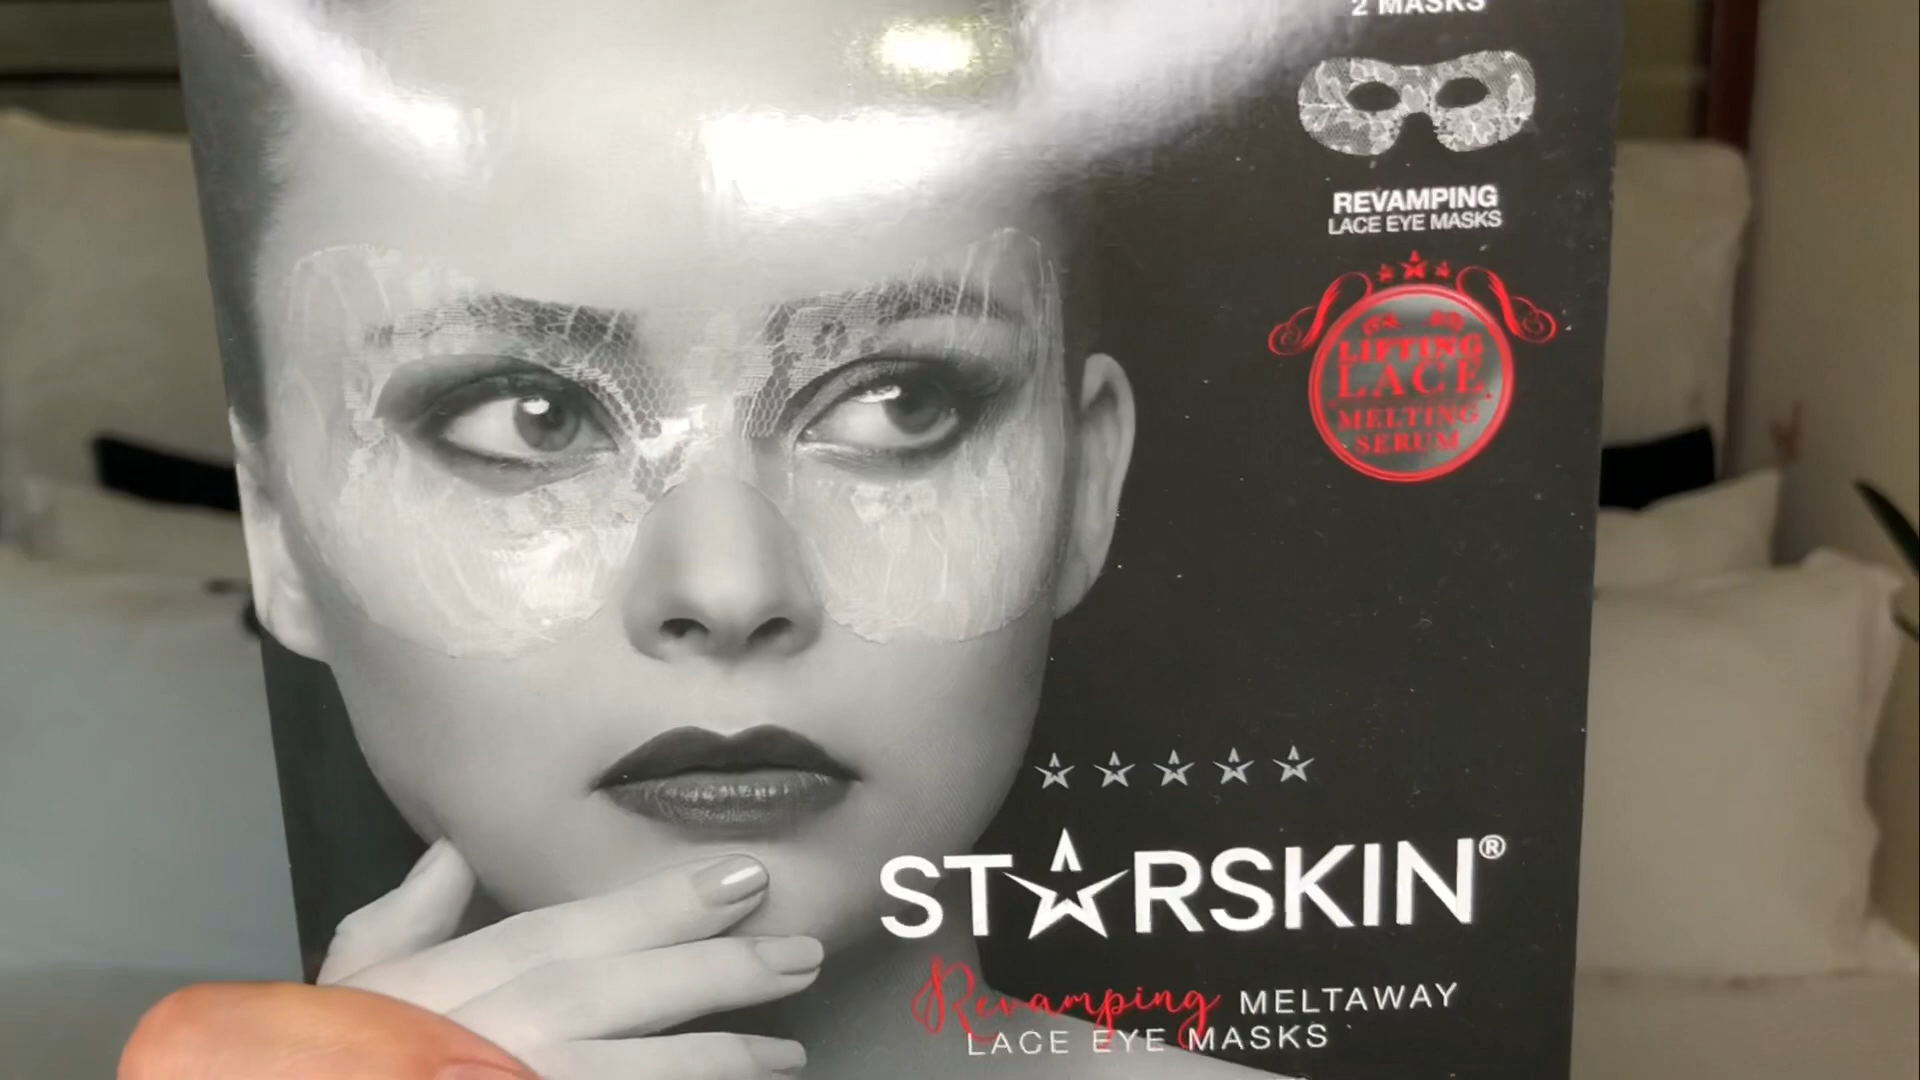 2 MASKS
REVAMPING
LACE EYE MASKS
LIFTING
LACE
MELTING
SERUM
STARSKIN®
Revamping MELTAWAY
LACE EYE MASKS